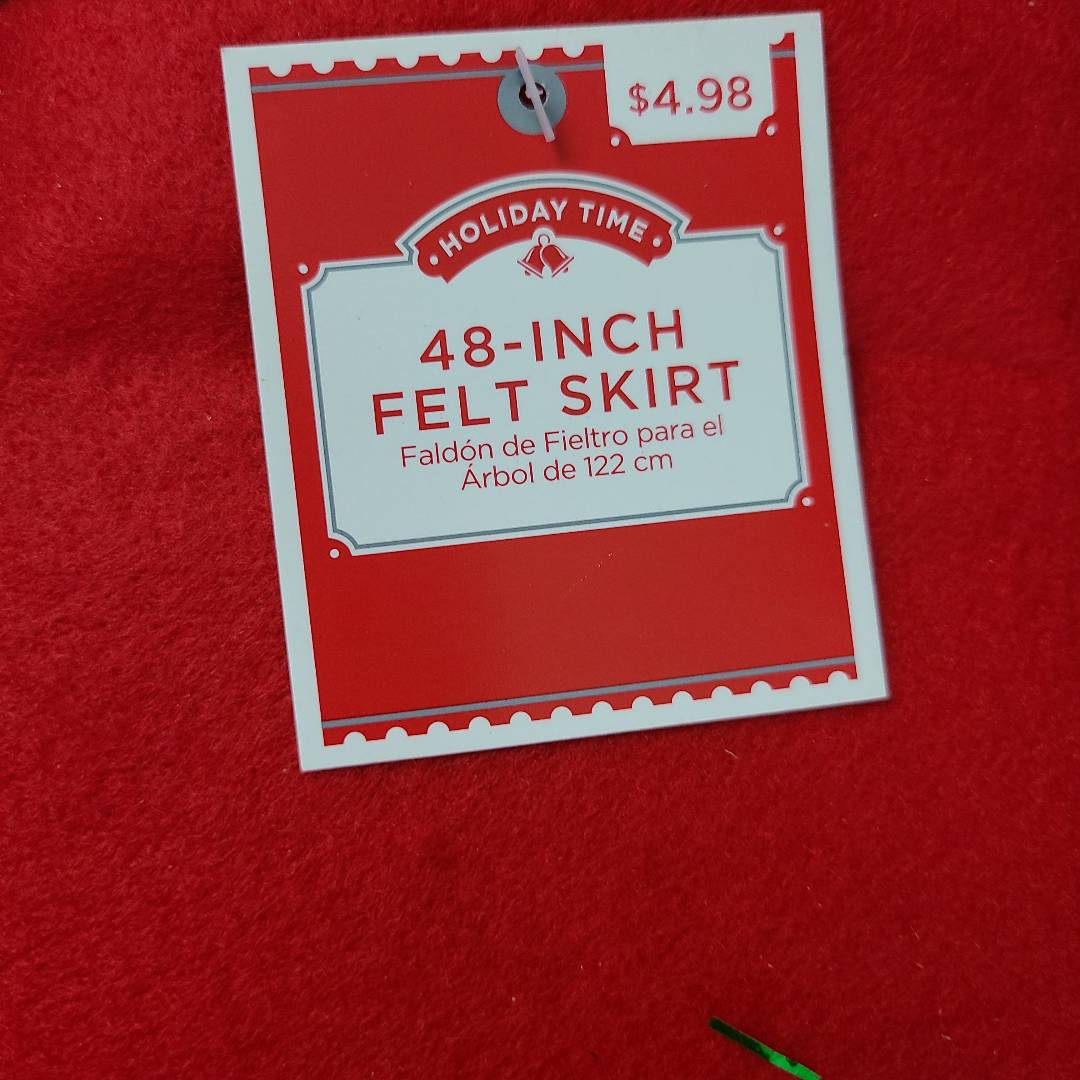 $4.98
HOLIDAY TIME
48-INCH
FELT SKIRT
Faldón de Fieltro para el
Árbol de 122 cm